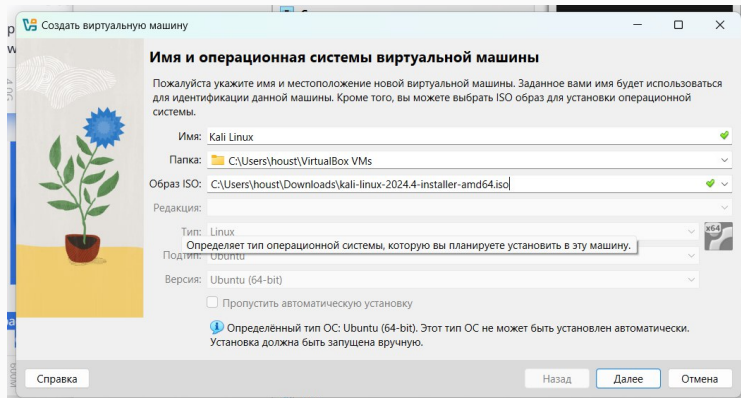 Создать виртуальную машину
Имя и операционная системы виртуальной машины
Пожалуйста укажите имя и местоположение новой виртуальной машины. Заданное вами имя будет использоваться
для идентификации данной машины. Кроме того, вы можете выбрать ISO образ для установки операционной
системы.
Имя: Kali Linux
Папка: C:\Users\houst\VirtualBox VMs
Образ ISO: C:\Users\houst\Downloads\kali-linux-2024.4-installer-amd64.iso
Редакция:
Тип: Linux
x64
Определяет тип операционной системы, которую вы планируете установить в эту машину.
Подтип: Ubuntu
Версия: Ubuntu (64-bit)
Пропустить автоматическую установку
Определённый тип ОС: Ubuntu (64-bit). Этот тип ОС не может быть установлен автоматически.
Установка должна быть запущена вручную.
Справка
Назад
Далее
Отмена